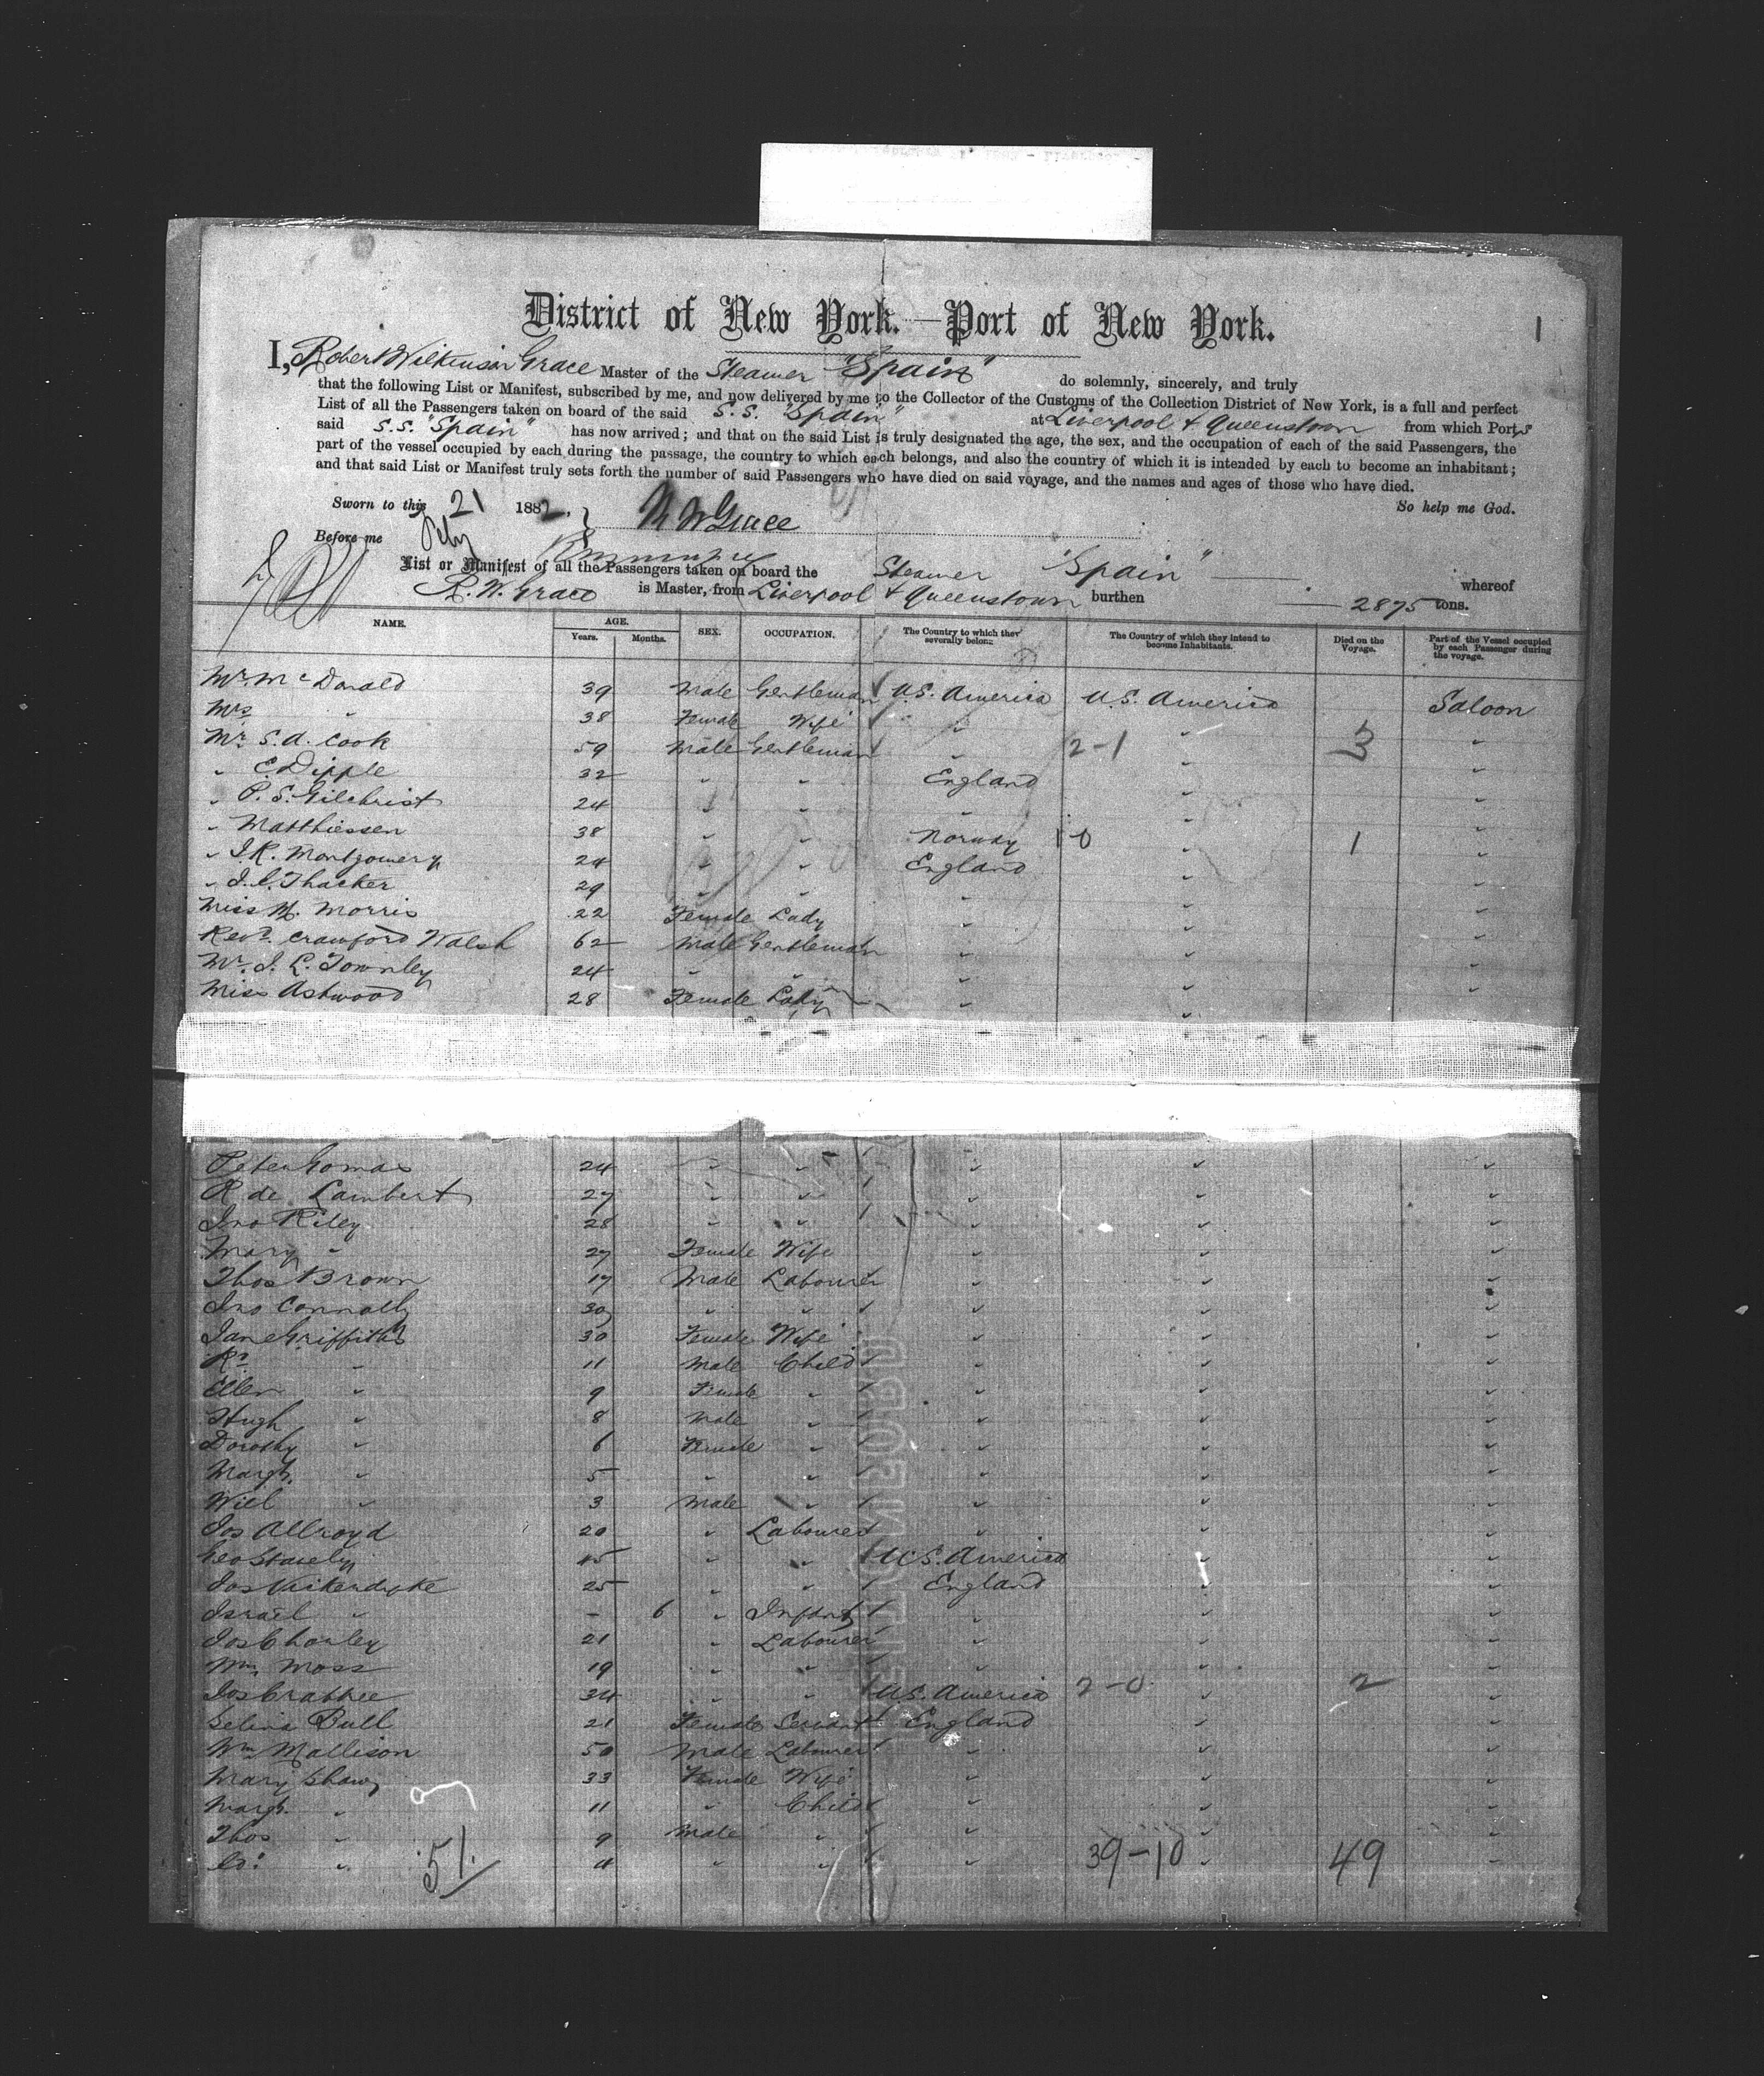 District of New York.—Port of New York.
1
I, Robert Wilkinson Grace Master of the Steamer "Spain" do solemnly, sincerely, and truly
that the following List or Manifest, subscribed by me, and now delivered by me to the Collector of the Customs of the Collection District of New York, is a full and perfect
List of all the Passengers taken on board of the said S.S. "Spain" at Liverpool & Queenstown from which Ports
said S.S. "Spain" has now arrived; and that on the said List is truly designated the age, the sex, and the occupation of each of the said Passengers, the
part of the vessel occupied by each during the passage, the country to which each belongs, and also the country of which it is intended by each to become an inhabitant;
and that said List or Manifest truly sets forth the number of said Passengers who have died on said voyage, and the names and ages of those who have died.
Sworn to this 21 1882, R W Grace So help me God.
Before me Feby
List or Manifest of all the Passengers taken on board the Steamer "Spain" whereof
R. W. Grace is Master, from Liverpool & Queenstown burthen 2875 tons.
NAME. AGE. Years. Months. SEX. OCCUPATION. The Country to which they severally belong. The Country of which they intend to become Inhabitants. Died on the Voyage. Part of the Vessel occupied by each Passenger during the voyage.
Mr. McDonald 39 Male Gentleman U.S. America U.S. America Saloon
Mrs " 38 Female Wife " " "
Mr. S. A. Cook 59 Male Gentleman " 2-1 " 3 "
" C. Dipple 32 " " England " "
" P. S. Gilchrist 24 " " " " "
" Matthiessen 38 " " Norway 1-0 " 1 "
" J. R. Montgomery 24 " " England " "
" J. C. Thacker 29 " " " " "
Miss M. Morris 22 Female Lady " " "
Revd. Crawford Walsh 62 Male Gentleman " " "
Mr. J. L. Townley 24 " " " " "
Miss Ashwood 28 Female Lady " " "
Peter Gomas 24 " " " " "
R de Lambert 27 " " " " "
Jno Riley 28 " " " " "
Mary " 27 Female Wife " " "
Thos Brown 17 Male Labourer " " "
Jno Connolly 30 " " " " "
Jane Griffiths 30 Female Wife " " "
Rd. " 11 Male Child " " "
Ellen " 9 Female " " " "
Hugh " 8 Male " " " "
Dorothy " 6 Female " " " "
Margt. " 5 " " " " "
Will " 3 Male " " " "
Jos Allroyd 20 " Labourer " " "
Geo Stavely 45 " " U.S. America " "
Jos Vickerdyke 25 " " England " "
Israel " - 6 " Infant " " "
Jos Charley 21 " Labourer " " "
Wm. Moss 19 " " " " "
Jos Crabtree 34 " " U.S. America 2-0 " 2 "
Selina Bull 21 Female Servant England " "
Wm Mallison 50 Male Labourer " " "
Mary Shaw 33 Female Wife " " "
Margt. " 11 " Child " " "
Thos " 9 Male " " " "
" 4 " " " 39-10 " 49 "
51